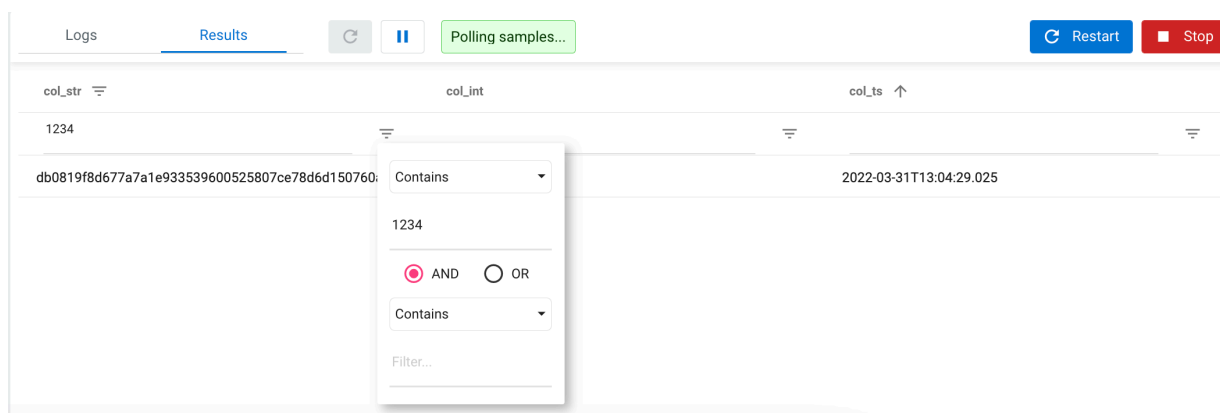 Logs Results Polling samples... Restart Stop
col_str col_int col_ts
1234
db0819f8d677a7a1e933539600525807ce78d6d150760 2022-03-31T13:04:29.025
Contains
1234
AND OR
Contains
Filter...